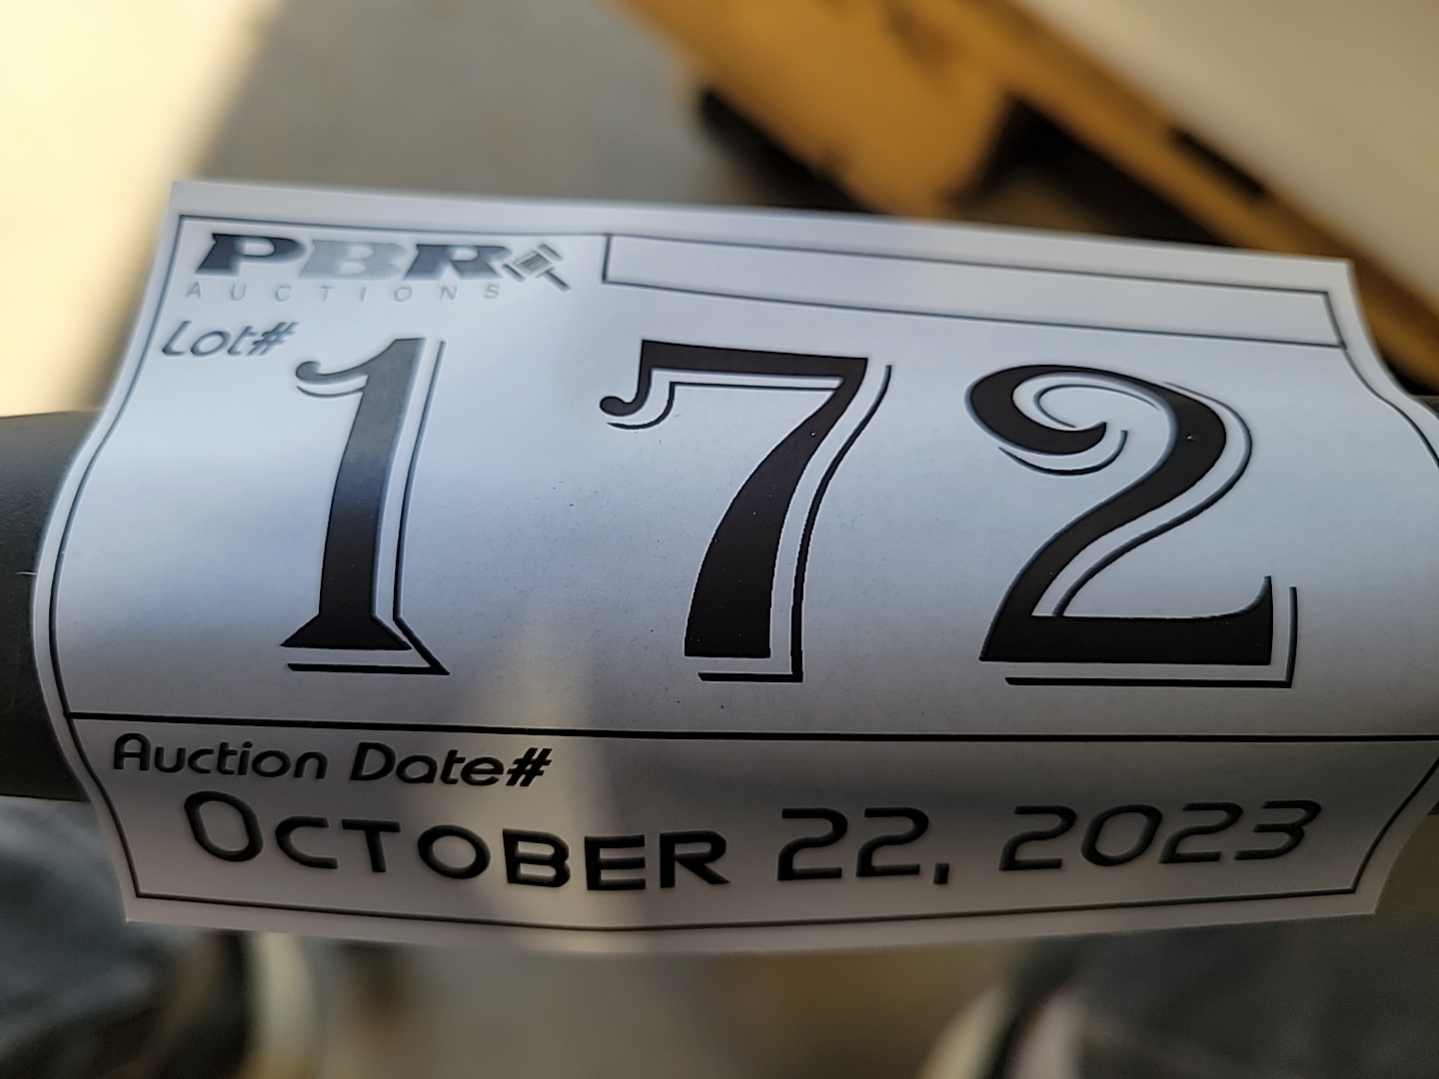 PBR
AUCTIONS
Lot#
172
Auction Date#
OCTOBER 22, 2023